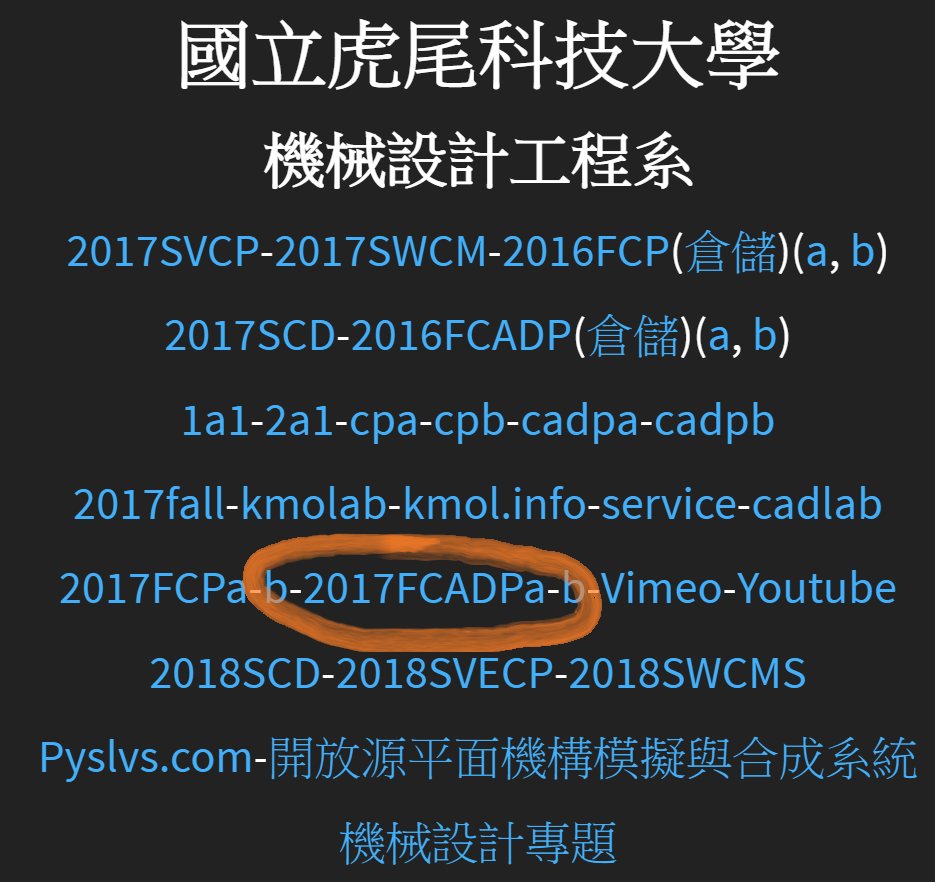 國立虎尾科技大學
機械設計工程系
2017SVCP-2017SWCM-2016FCP(倉儲)(a, b)
2017SCD-2016FCADP(倉儲)(a, b)
1a1-2a1-cpa-cpb-cadpa-cadpb
2017fall-kmolab-kmol.info-service-cadlab
2017FCPa-b-2017FCADPa-b-Vimeo-Youtube
2018SCD-2018SVECP-2018SWCMS
Pyslvs.com-開放源平面機構模擬與合成系統
機械設計專題